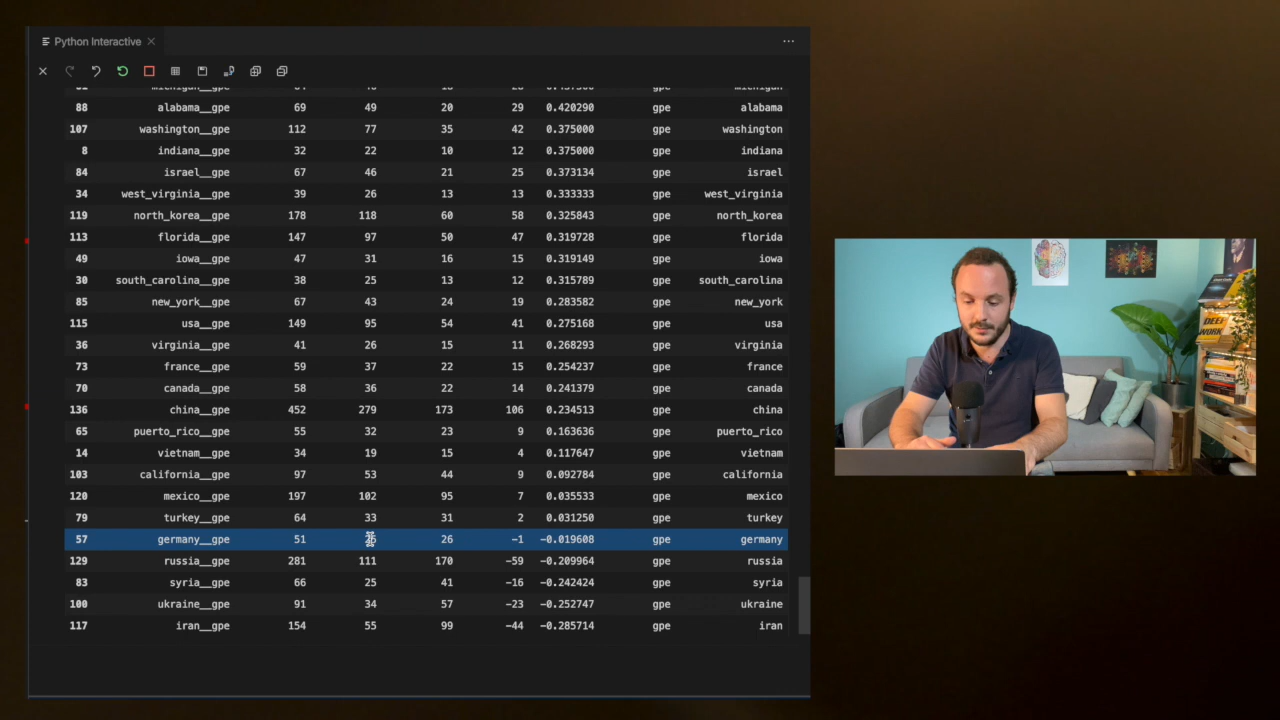 Python Interactive
88 alabama__gpe 69 49 20 29 0.420290 gpe alabama
107 washington__gpe 112 77 35 42 0.375000 gpe washington
8 indiana__gpe 32 22 10 12 0.375000 gpe indiana
84 israel__gpe 67 46 21 25 0.373134 gpe israel
34 west_virginia__gpe 39 26 13 13 0.333333 gpe west_virginia
119 north_korea__gpe 178 118 60 58 0.325843 gpe north_korea
113 florida__gpe 147 97 50 47 0.319728 gpe florida
49 iowa__gpe 47 31 16 15 0.319149 gpe iowa
30 south_carolina__gpe 38 25 13 12 0.315789 gpe south_carolina
85 new_york__gpe 67 43 24 19 0.283582 gpe new_york
115 usa__gpe 149 95 54 41 0.275168 gpe usa
36 virginia__gpe 41 26 15 11 0.268293 gpe virginia
73 france__gpe 59 37 22 15 0.254237 gpe france
70 canada__gpe 58 36 22 14 0.241379 gpe canada
136 china__gpe 452 279 173 106 0.234513 gpe china
65 puerto_rico__gpe 55 32 23 9 0.163636 gpe puerto_rico
14 vietnam__gpe 34 19 15 4 0.117647 gpe vietnam
103 california__gpe 97 53 44 9 0.092784 gpe california
120 mexico__gpe 197 102 95 7 0.035533 gpe mexico
79 turkey__gpe 64 33 31 2 0.031250 gpe turkey
57 germany__gpe 51 26 -1 -0.019608 gpe germany
129 russia__gpe 281 111 170 -59 -0.209964 gpe russia
83 syria__gpe 66 25 41 -16 -0.242424 gpe syria
100 ukraine__gpe 91 34 57 -23 -0.252747 gpe ukraine
117 iran__gpe 154 55 99 -44 -0.285714 gpe iran
DEEP
WORK